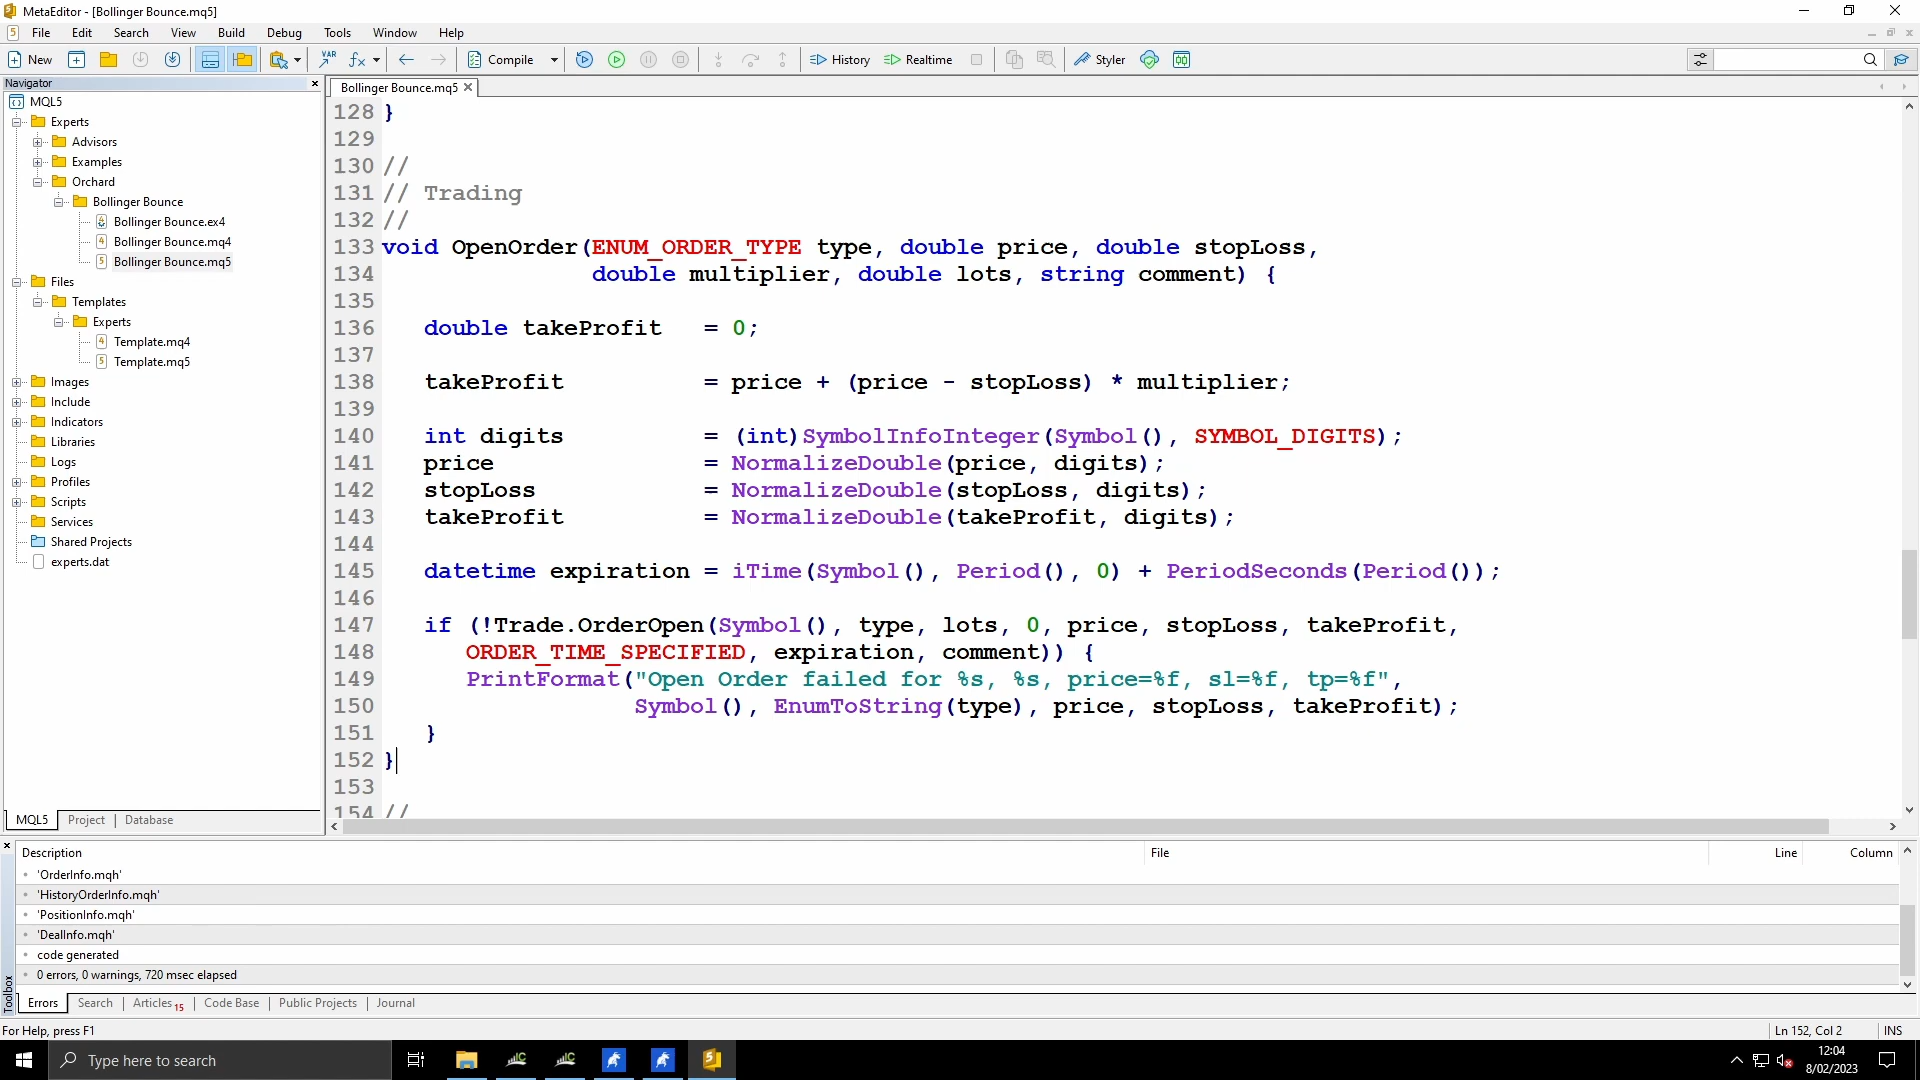 MetaEditor - [Bollinger Bounce.mq5]
File Edit Search View Build Debug Tools Window Help
New VAR Compile History Realtime Styler
Navigator
MQL5
Experts
Advisors
Examples
Orchard
Bollinger Bounce
Bollinger Bounce.ex4
Bollinger Bounce.mq4
Bollinger Bounce.mq5
Files
Templates
Experts
Template.mq4
Template.mq5
Images
Include
Indicators
Libraries
Logs
Profiles
Scripts
Services
Shared Projects
experts.dat
MQL5 Project Database
Bollinger Bounce.mq5
128 }
129
130 //
131 // Trading
132 //
133 void OpenOrder(ENUM_ORDER_TYPE type, double price, double stopLoss,
134 double multiplier, double lots, string comment) {
135
136 double takeProfit = 0;
137
138 takeProfit = price + (price - stopLoss) * multiplier;
139
140 int digits = (int)SymbolInfoInteger(Symbol(), SYMBOL_DIGITS);
141 price = NormalizeDouble(price, digits);
142 stopLoss = NormalizeDouble(stopLoss, digits);
143 takeProfit = NormalizeDouble(takeProfit, digits);
144
145 datetime expiration = iTime(Symbol(), Period(), 0) + PeriodSeconds(Period());
146
147 if (!Trade.OrderOpen(Symbol(), type, lots, 0, price, stopLoss, takeProfit,
148 ORDER_TIME_SPECIFIED, expiration, comment)) {
149 PrintFormat("Open Order failed for %s, %s, price=%f, sl=%f, tp=%f",
150 Symbol(), EnumToString(type), price, stopLoss, takeProfit);
151 }
152 }
153
154 //
Description File Line Column
'OrderInfo.mqh'
'HistoryOrderInfo.mqh'
'PositionInfo.mqh'
'DealInfo.mqh'
code generated
0 errors, 0 warnings, 720 msec elapsed
Toolbox
Errors Search Articles 15 Code Base Public Projects Journal
For Help, press F1 Ln 152, Col 2 INS
Type here to search
12:04
8/02/2023